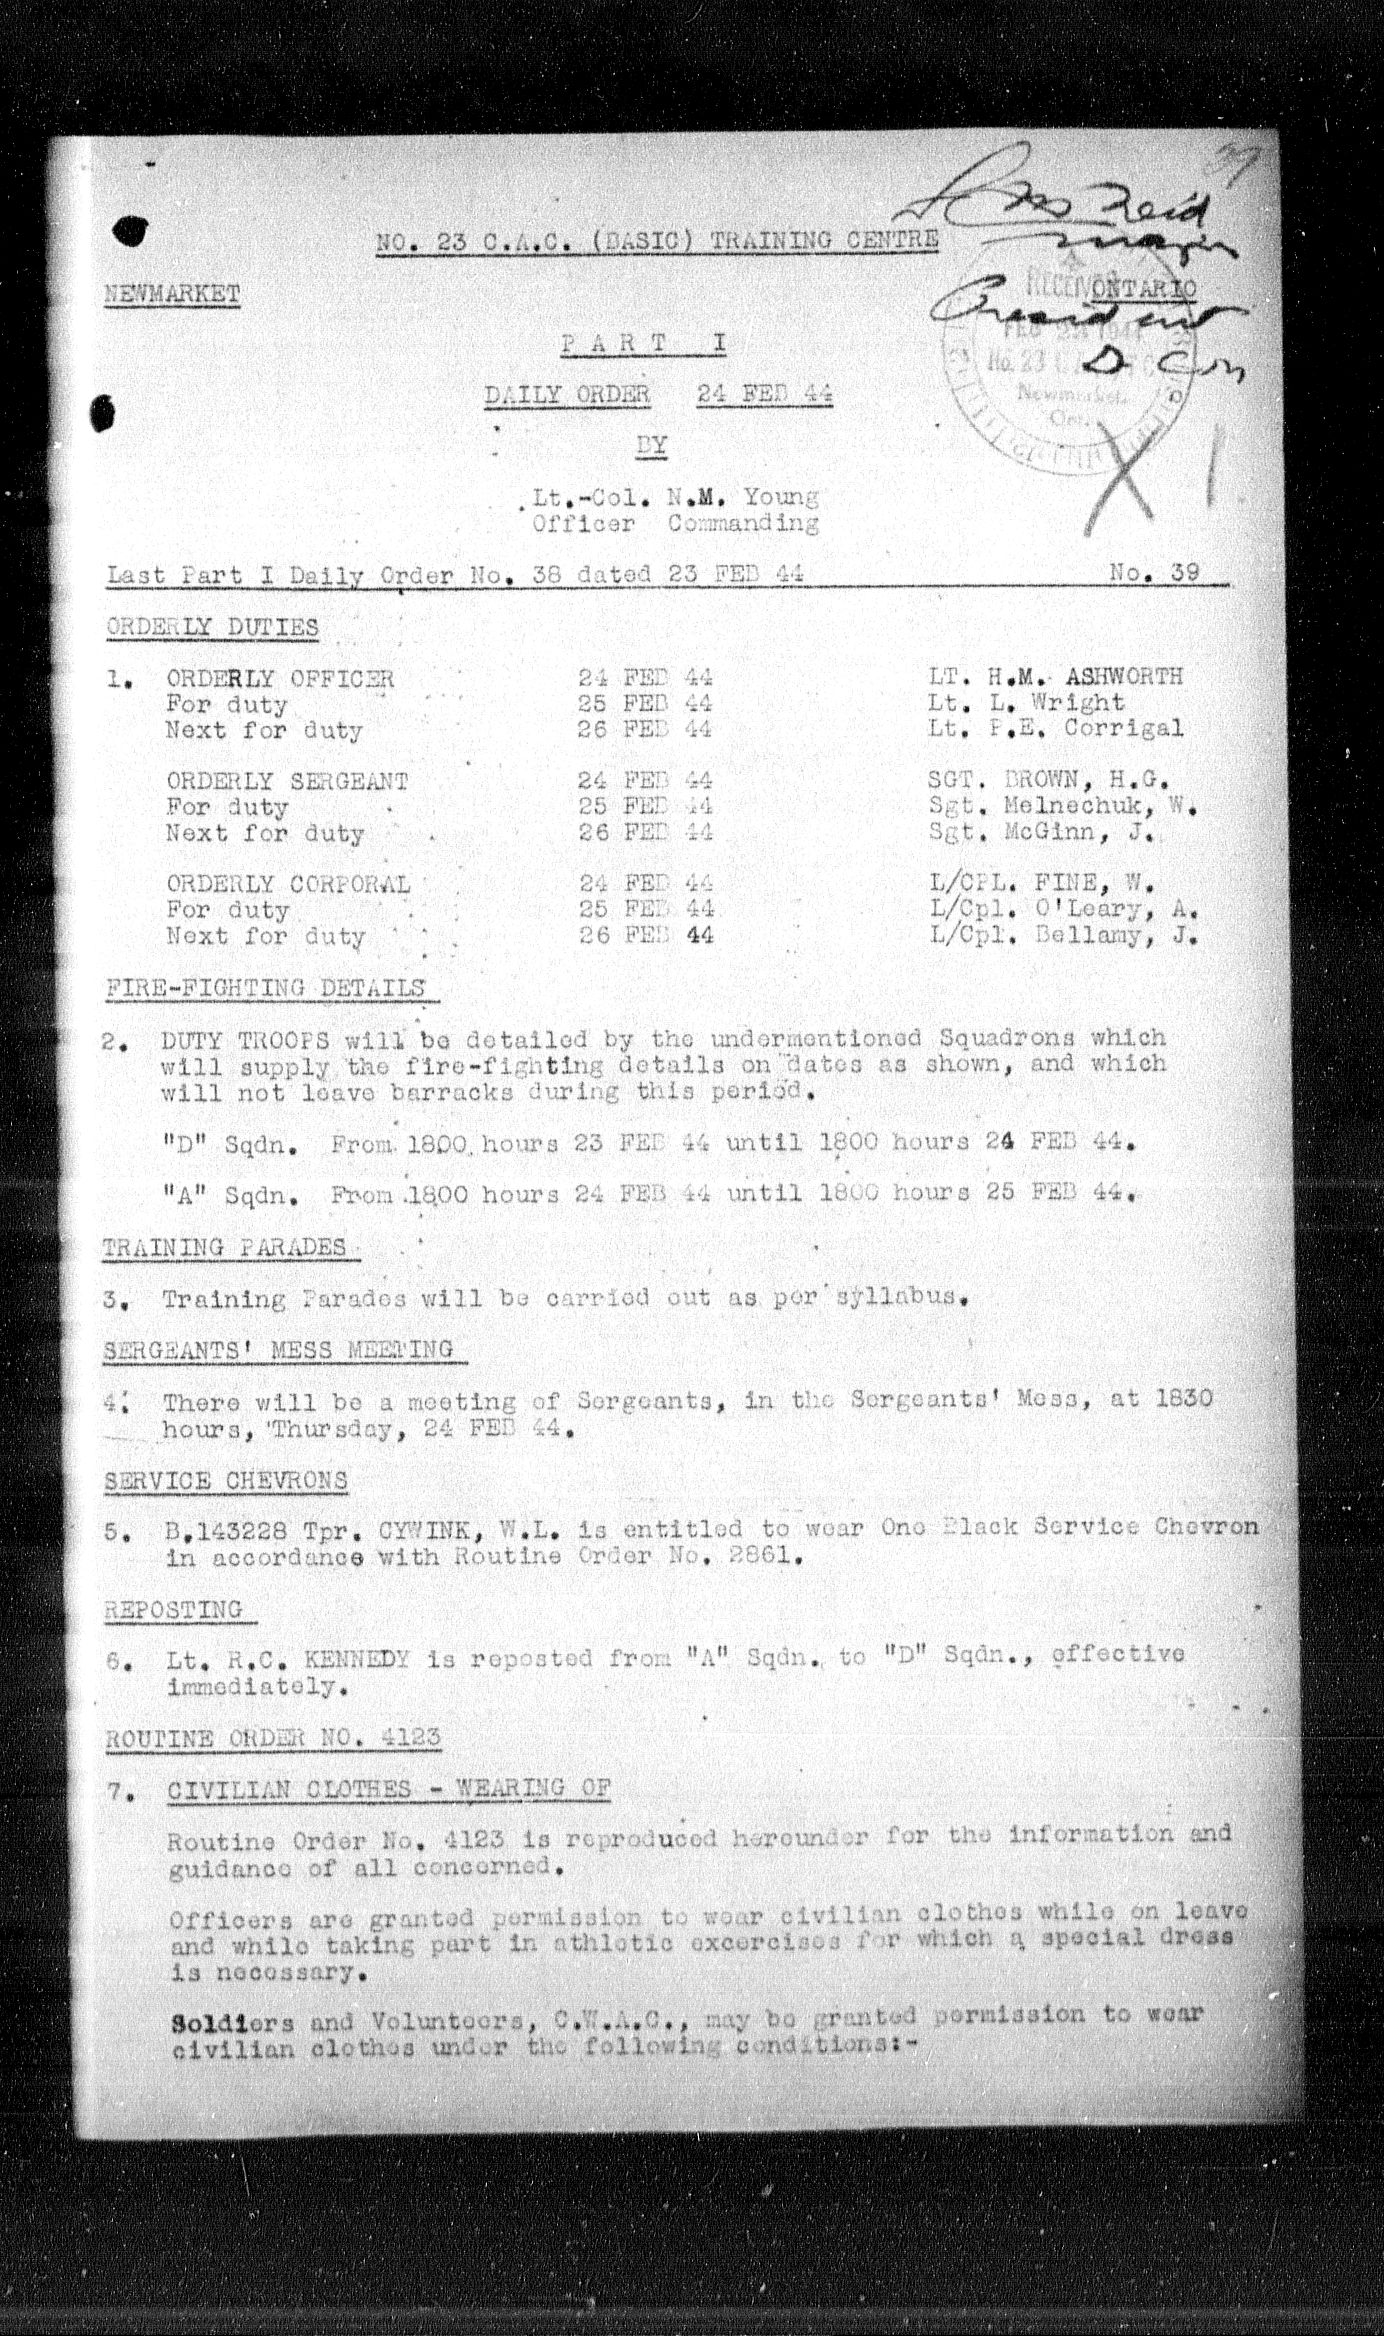 39
Reid
NO. 23 C.A.C. (BASIC) TRAINING CENTRE
Major
NEWMARKET ONTARIO
President
D Com
RECEIVED
FEB 24 1944
No. 23
Newmarket,
Ont.
PART I
DAILY ORDER 24 FEB 44
BY
X 1
Lt.-Col. N.M. Young
Officer Commanding
Last Part I Daily Order No. 38 dated 23 FEB 44 No. 39
ORDERLY DUTIES
1. ORDERLY OFFICER 24 FEB 44 LT. H.M. ASHWORTH
For duty 25 FEB 44 Lt. L. Wright
Next for duty 26 FEB 44 Lt. P.E. Corrigal
ORDERLY SERGEANT 24 FEB 44 SGT. BROWN, H.G.
For duty 25 FEB 44 Sgt. Melnechuk, W.
Next for duty 26 FEB 44 Sgt. McGinn, J.
ORDERLY CORPORAL 24 FEB 44 L/CPL. FINE, W.
For duty 25 FEB 44 L/Cpl. O'Leary, A.
Next for duty 26 FEB 44 L/Cpl. Bellamy, J.
FIRE-FIGHTING DETAILS
2. DUTY TROOPS will be detailed by the undermentioned Squadrons which
will supply the fire-fighting details on dates as shown, and which
will not leave barracks during this period.
"D" Sqdn. From 1800 hours 23 FEB 44 until 1800 hours 24 FEB 44.
"A" Sqdn. From 1800 hours 24 FEB 44 until 1800 hours 25 FEB 44.
TRAINING PARADES
3. Training Parades will be carried out as per syllabus.
SERGEANTS' MESS MEETING
4. There will be a meeting of Sergeants, in the Sergeants' Mess, at 1830
hours, Thursday, 24 FEB 44.
SERVICE CHEVRONS
5. B.143228 Tpr. CYWINK, W.L. is entitled to wear One Black Service Chevron
in accordance with Routine Order No. 2861.
REPOSTING
6. Lt. R.C. KENNEDY is reposted from "A" Sqdn. to "D" Sqdn., effective
immediately.
ROUTINE ORDER NO. 4123
7. CIVILIAN CLOTHES - WEARING OF
Routine Order No. 4123 is reproduced hereunder for the information and
guidance of all concerned.
Officers are granted permission to wear civilian clothes while on leave
and while taking part in athletic excercises for which a special dress
is necessary.
Soldiers and Volunteers, C.W.A.C., may be granted permission to wear
civilian clothes under the following conditions:-